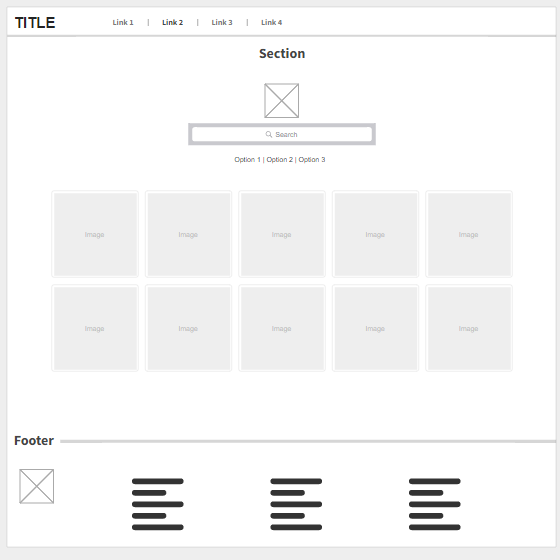 TITLE
Link 1 | Link 2 | Link 3 | Link 4
Section
Search
Option 1 | Option 2 | Option 3
Image Image Image Image Image
Image Image Image Image Image
Footer